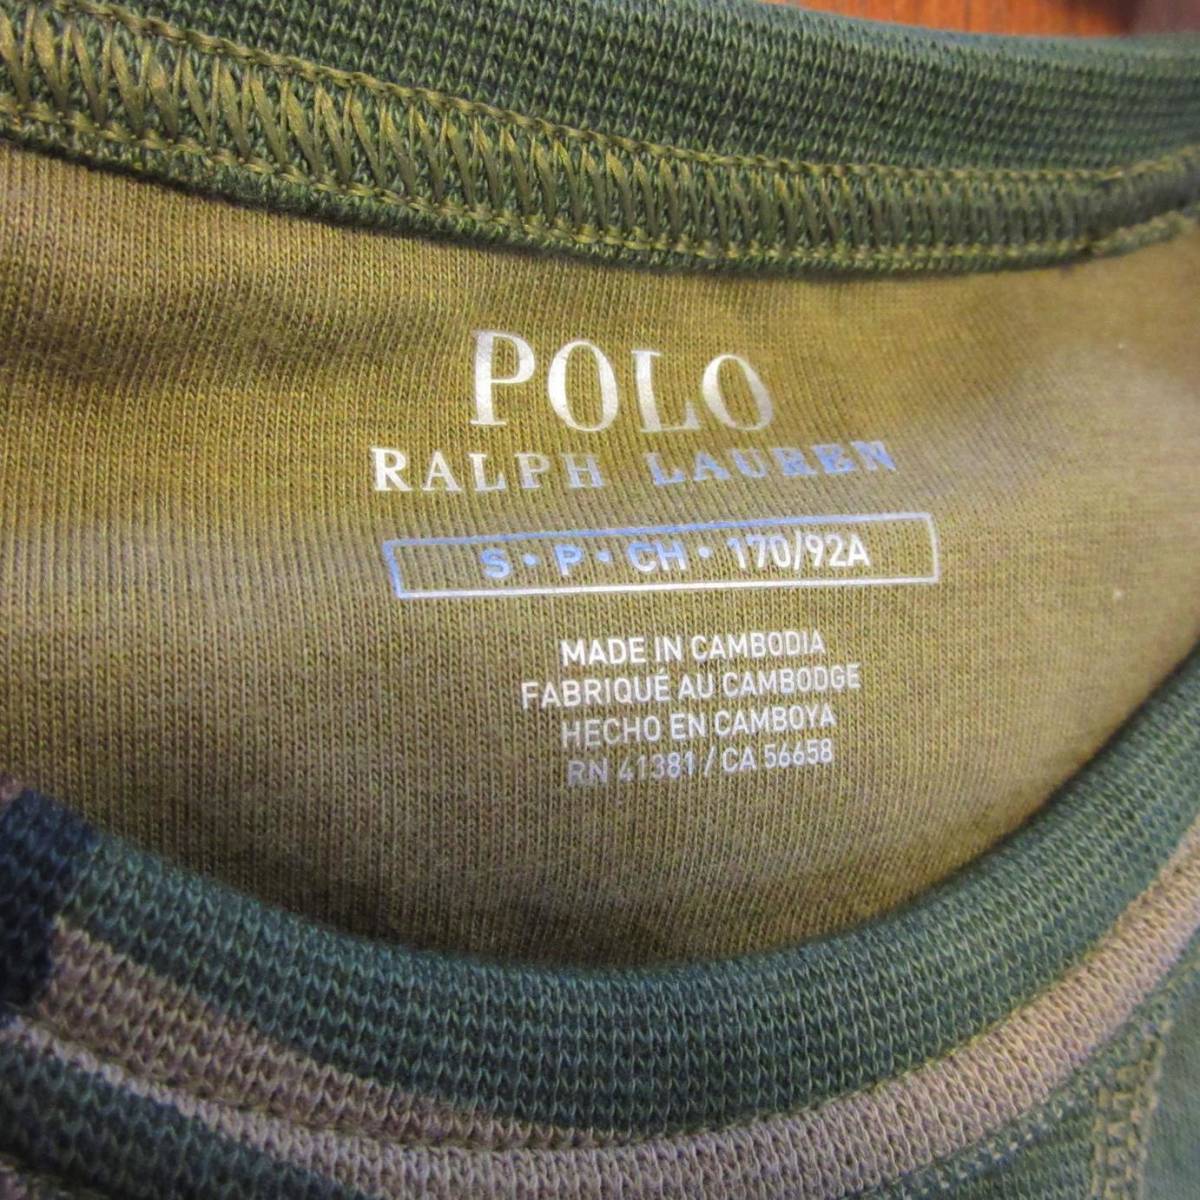 POLO
RALPH LAUREN
S • P • CH • 170/92A
MADE IN CAMBODIA
FABRIQUÉ AU CAMBODGE
HECHO EN CAMBOYA
RN 41381 / CA 56658